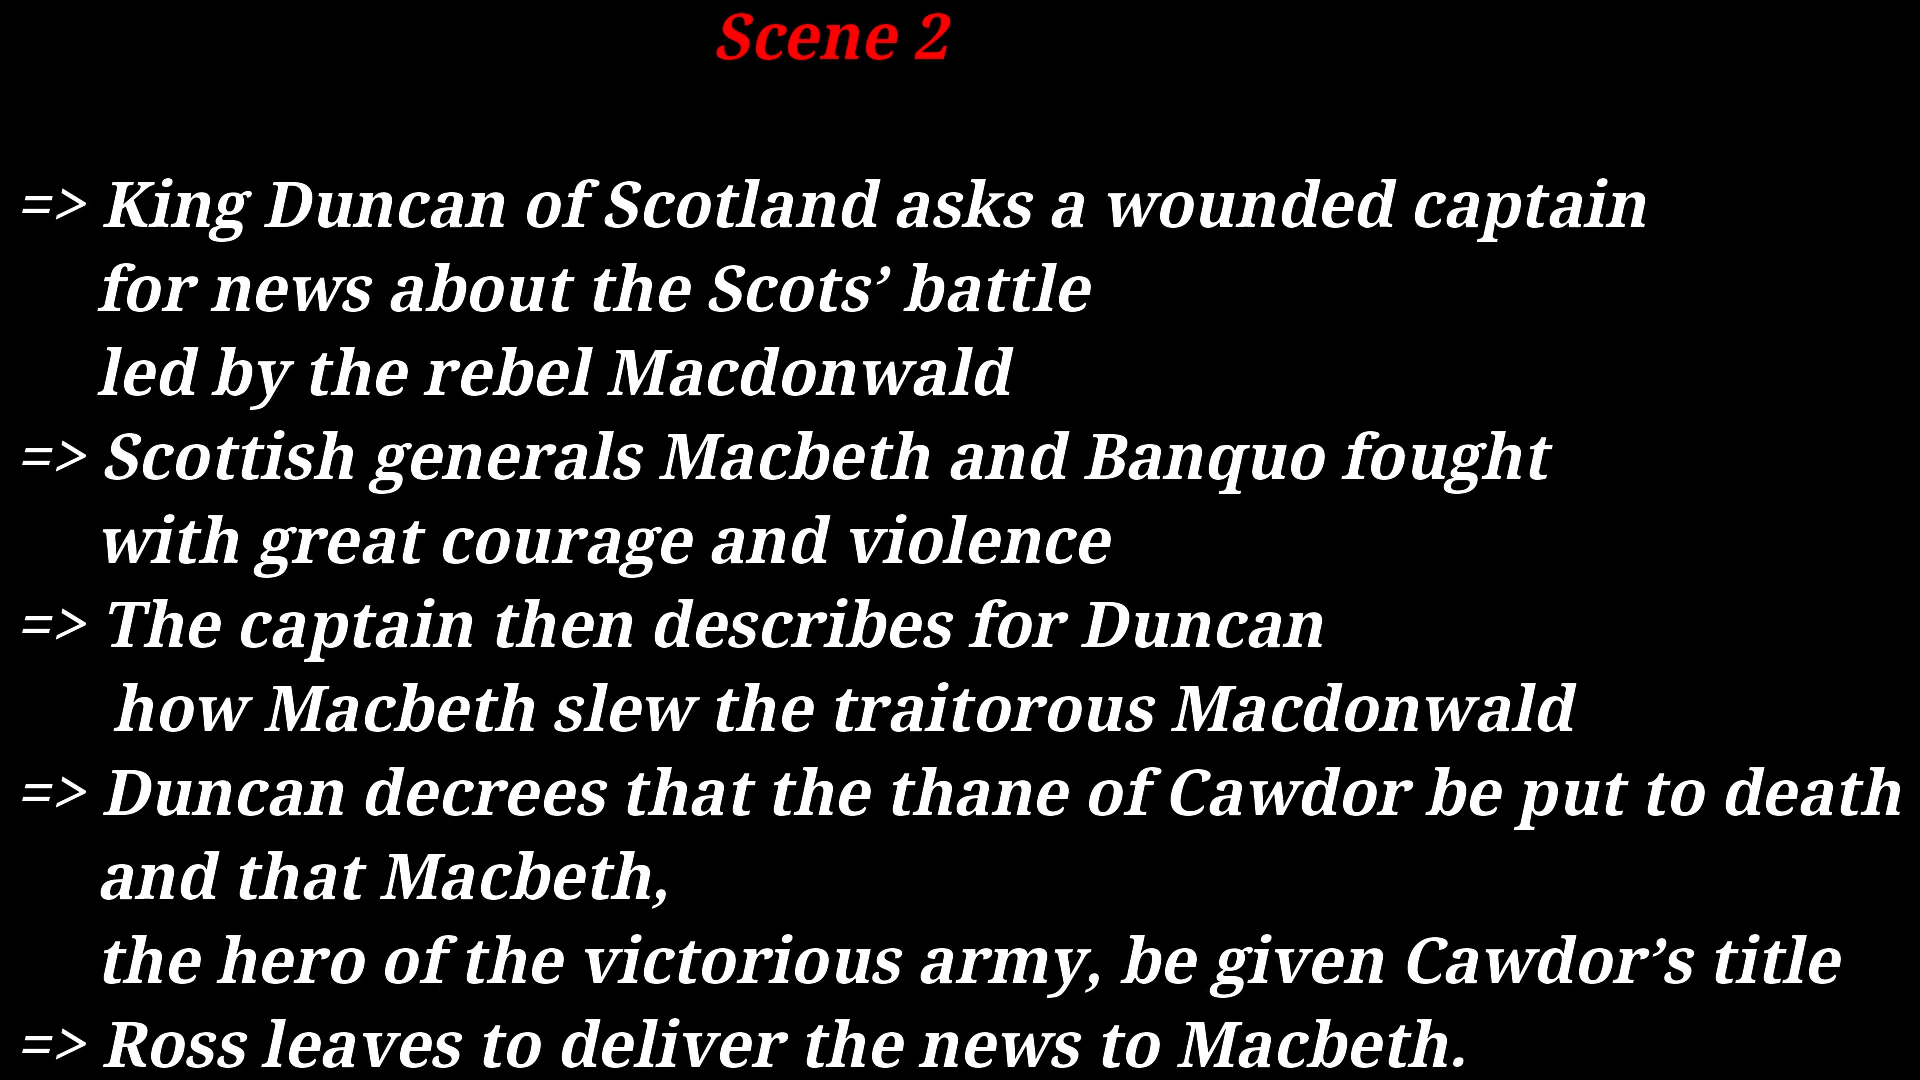 Scene 2
=> King Duncan of Scotland asks a wounded captain
for news about the Scots’ battle
led by the rebel Macdonwald
=> Scottish generals Macbeth and Banquo fought
with great courage and violence
=> The captain then describes for Duncan
how Macbeth slew the traitorous Macdonwald
=> Duncan decrees that the thane of Cawdor be put to death
and that Macbeth,
the hero of the victorious army, be given Cawdor’s title
=> Ross leaves to deliver the news to Macbeth.